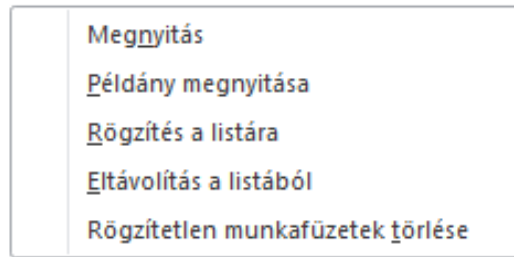 Megnyitás
Példány megnyitása
Rögzítés a listára
Eltávolítás a listából
Rögzítetlen munkafüzetek törlése